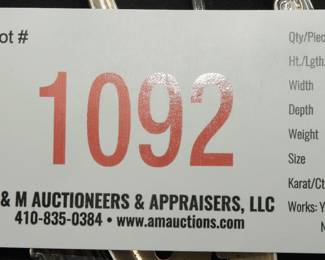 ot #
1092
& M AUCTIONEERS & APPRAISERS, LLC
410-835-0384 • www.amauctions.com
Qty/Piec
Ht./Lgth.
Width
Depth
Weight
Size
Karat/Ct
Works: Y
N